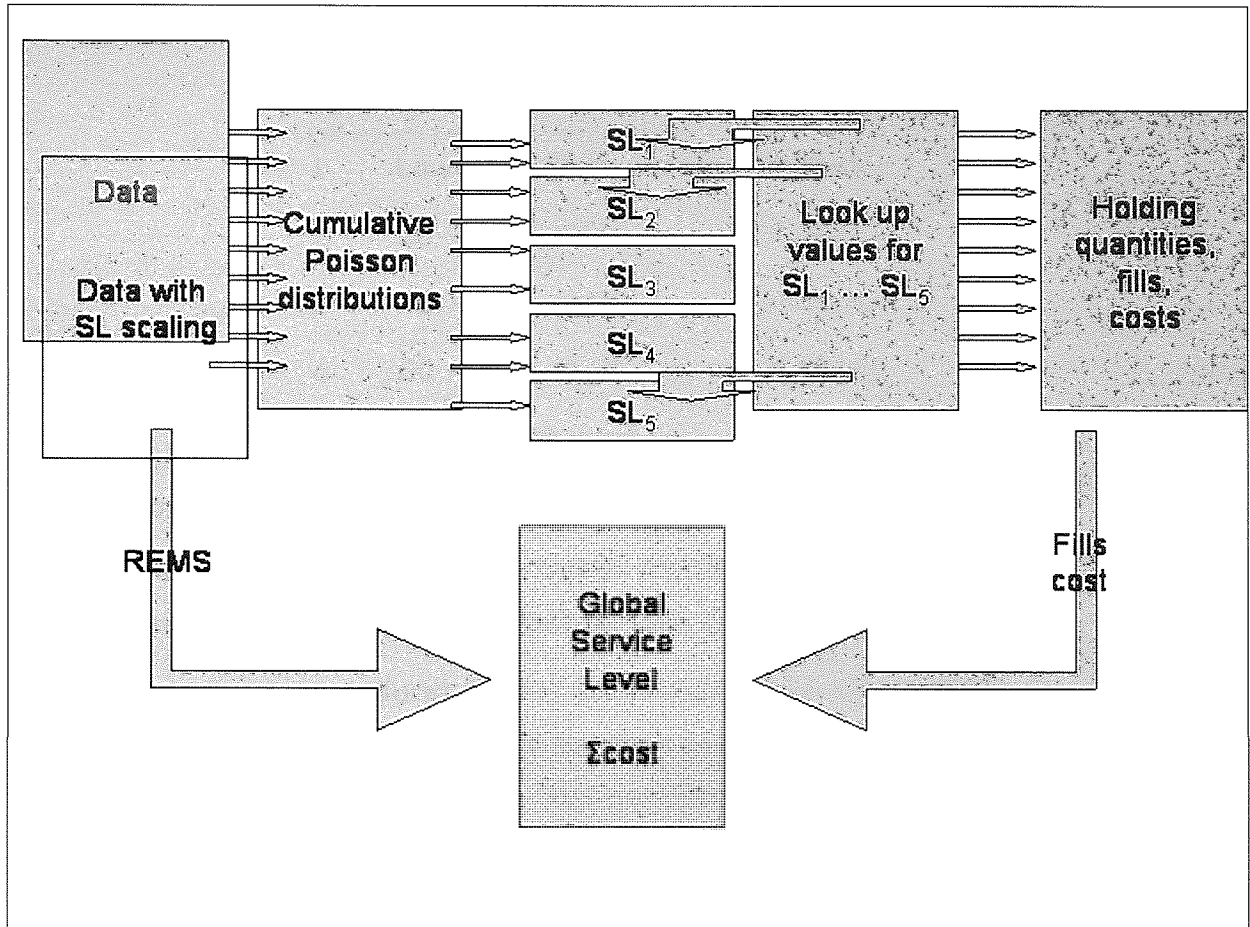 Data
Data with
SL scaling
Cumulative
Poisson
distributions
SL1
SL2
SL3
SL4
SL5
Look up
values for
SL1 ... SL5
Holding
quantities,
fills,
costs
REMS
Global
Service
Level
Σcost
Fills
cost